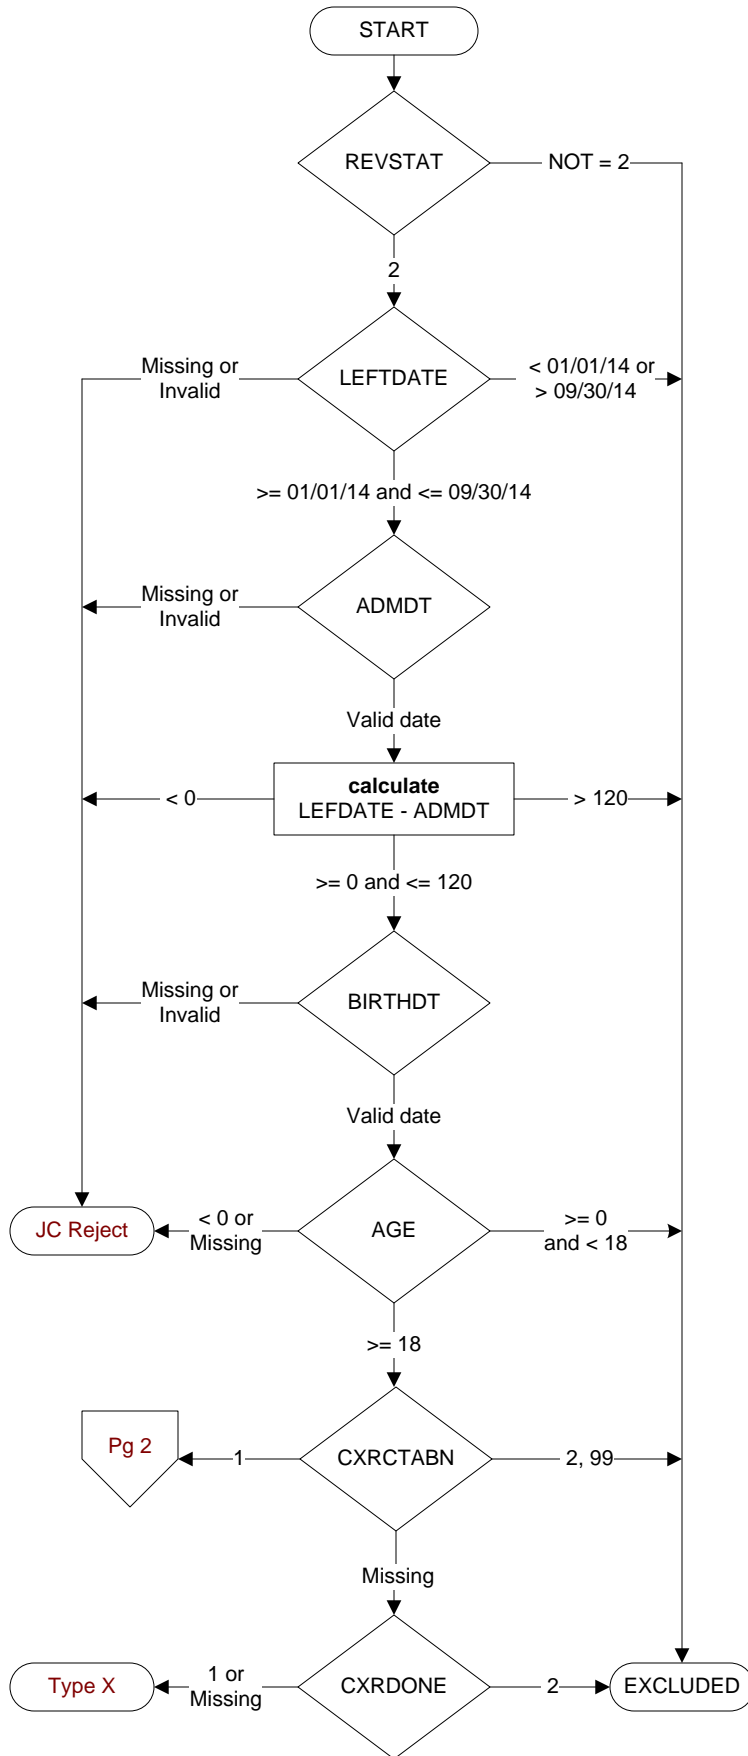 START
REVSTAT
NOT = 2
2
Missing or
Invalid
LEFTDATE
< 01/01/14 or
> 09/30/14
>= 01/01/14 and <= 09/30/14
Missing or
Invalid
ADMDT
Valid date
< 0
calculate
LEFDATE - ADMDT
> 120
>= 0 and <= 120
Missing or
Invalid
BIRTHDT
Valid date
JC Reject
< 0 or
Missing
AGE
>= 0
and < 18
>= 18
Pg 2
1
CXRCTABN
2, 99
Missing
Type X
1 or
Missing
CXRDONE
2
EXCLUDED